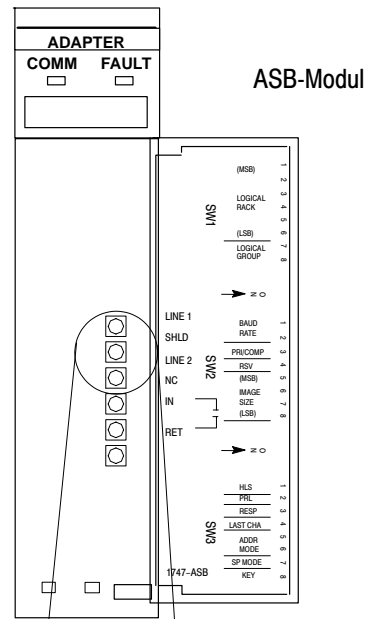 ADAPTER
COMM FAULT
ASB-Modul
LINE 1
SHLD
LINE 2
NC
IN
RET
SW1
(MSB)
LOGICAL
RACK
(LSB)
LOGICAL
GROUP
1
2
3
4
5
6
7
8
ON
SW2
BAUD
RATE
PRI/COMP
RSV
(MSB)
IMAGE
SIZE
(LSB)
1
2
3
4
5
6
7
8
ON
SW3
HLS
PRL
RESP
LAST CHA
ADDR
MODE
SP MODE
KEY
1
2
3
4
5
6
7
8
1747-ASB